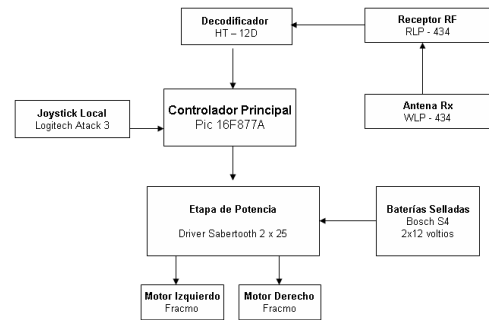 Decodificador
HT – 12D
Receptor RF
RLP - 434
Joystick Local
Logitech Atack 3
Controlador Principal
Pic 16F877A
Antena Rx
WLP - 434
Etapa de Potencia
Driver Sabertooth 2 x 25
Baterías Selladas
Bosch S4
2x12 voltios
Motor Izquierdo
Fracmo
Motor Derecho
Fracmo